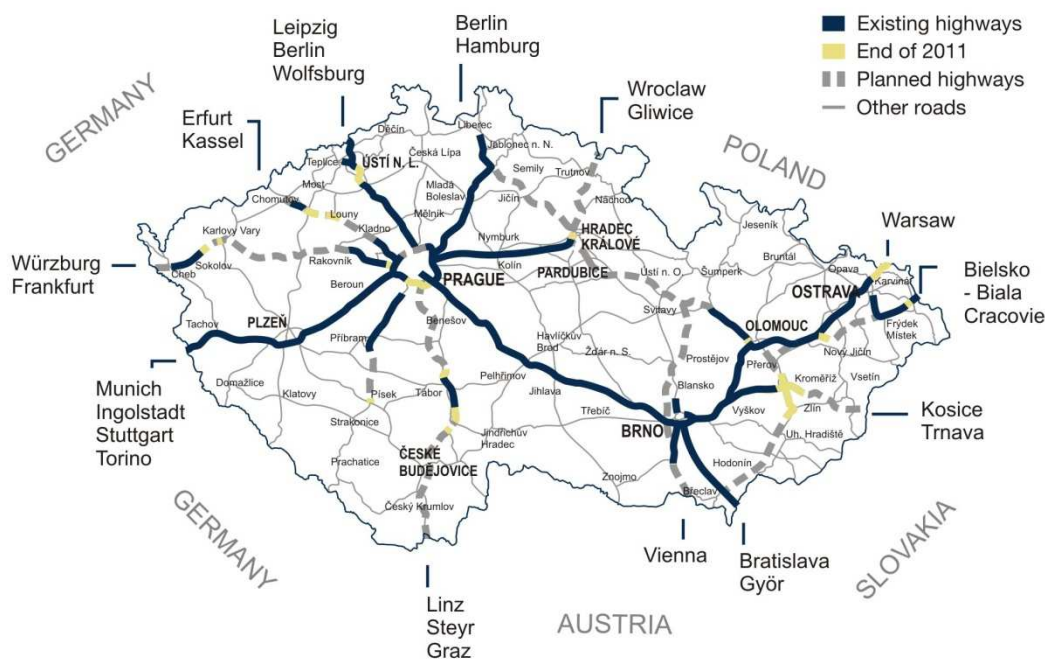 Existing highways
End of 2011
Planned highways
Other roads
Leipzig
Berlin
Wolfsburg
Berlin
Hamburg
Wroclaw
Gliwice
GERMANY
Erfurt
Kassel
POLAND
Warsaw
Bielsko
- Biala
Cracovie
Würzburg
Frankfurt
Děčín
Liberec
Jablonec n. N.
Teplice
ÚSTÍ N. L.
Česká Lípa
Semily
Trutnov
Most
Chomutov
Mladá
Boleslav
Jičín
Náchod
Louny
Mělník
Jeseník
Karlovy Vary
Kladno
HRADEC
KRÁLOVÉ
Nymburk
Bruntál
Cheb
Sokolov
Rakovník
Kolín
PARDUBICE
Ústí n. O.
Šumperk
Opava
Karviná
PRAGUE
Beroun
OSTRAVA
Svitavy
Tachov
PLZEŇ
Benešov
OLOMOUC
Frýdek
Místek
Příbram
Havlíčkův
Brod
Žďár n. S.
Prostějov
Nový Jičín
Přerov
Domažlice
Klatovy
Písek
Tábor
Pelhřimov
Jihlava
Blansko
Kroměříž
Vsetín
Strakonice
Třebíč
BRNO
Vyškov
Zlín
Jindřichův
Hradec
Uh. Hradiště
Prachatice
ČESKÉ
BUDĚJOVICE
Znojmo
Hodonín
Český Krumlov
Břeclav
Munich
Ingolstadt
Stuttgart
Torino
Kosice
Trnava
GERMANY
Vienna
Bratislava
Györ
SLOVAKIA
Linz
Steyr
Graz
AUSTRIA